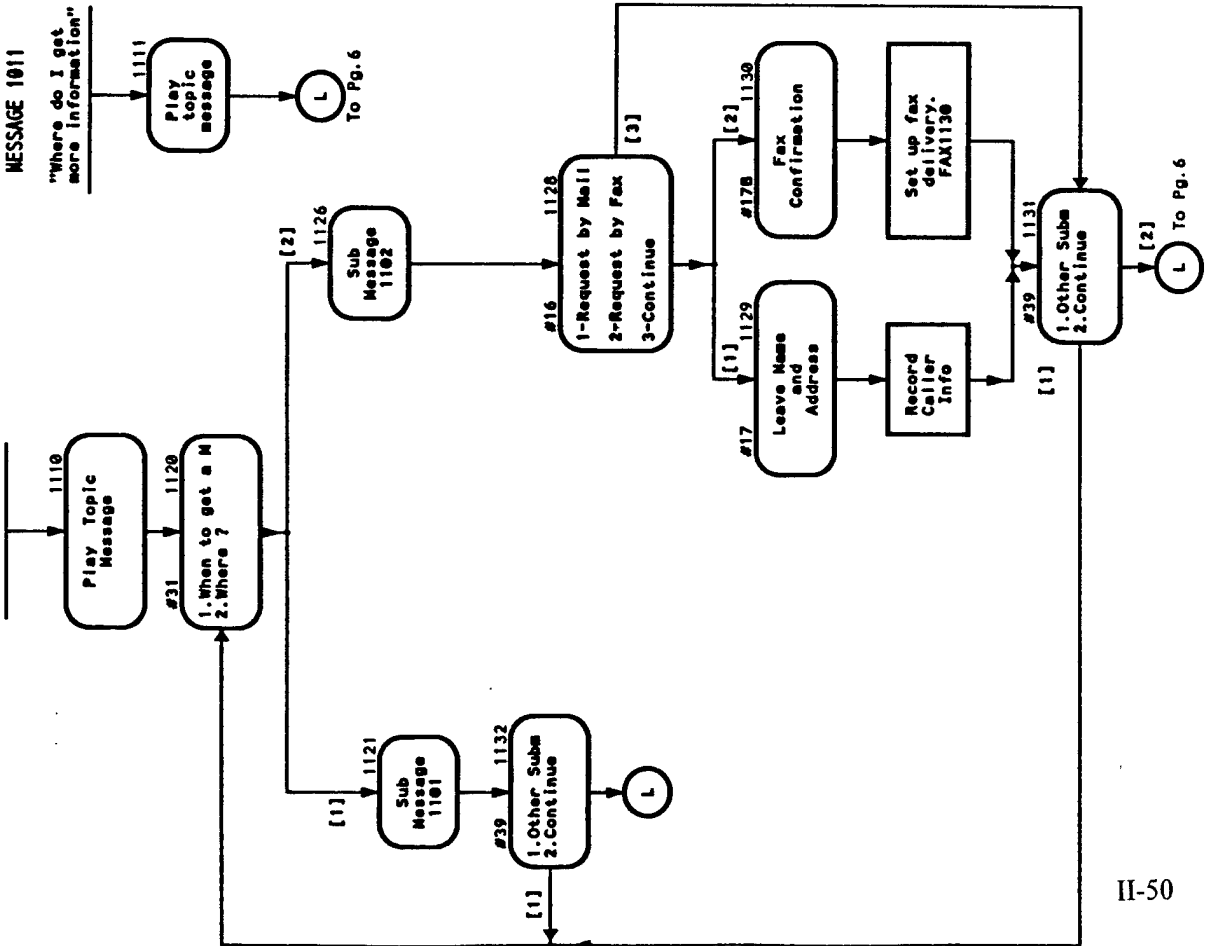 MESSAGE 1011
"Where do I get
more information"
1111
Play
topic
message
L
To Pg.6
1110
Play Topic
Message
#31
1120
1.When to get a M
2.Where ?
[1]
1121
Sub
Message
1101
#39
1132
1.Other Subm
2.Continue
[1]
L
[2]
1126
Sub
Message
1102
#16
1128
1-Request by Mail
2-Request by Fax
3-Continue
[3]
[1]
#17
1129
Leave Name
and
Address
Record
Caller
Info
[2]
#17B
1130
Fax
Confirmation
Set up fax
delivery.
FAX1130
#39
1131
1.Other Subm
2.Continue
[1]
[2]
L
To Pg.6
II-50